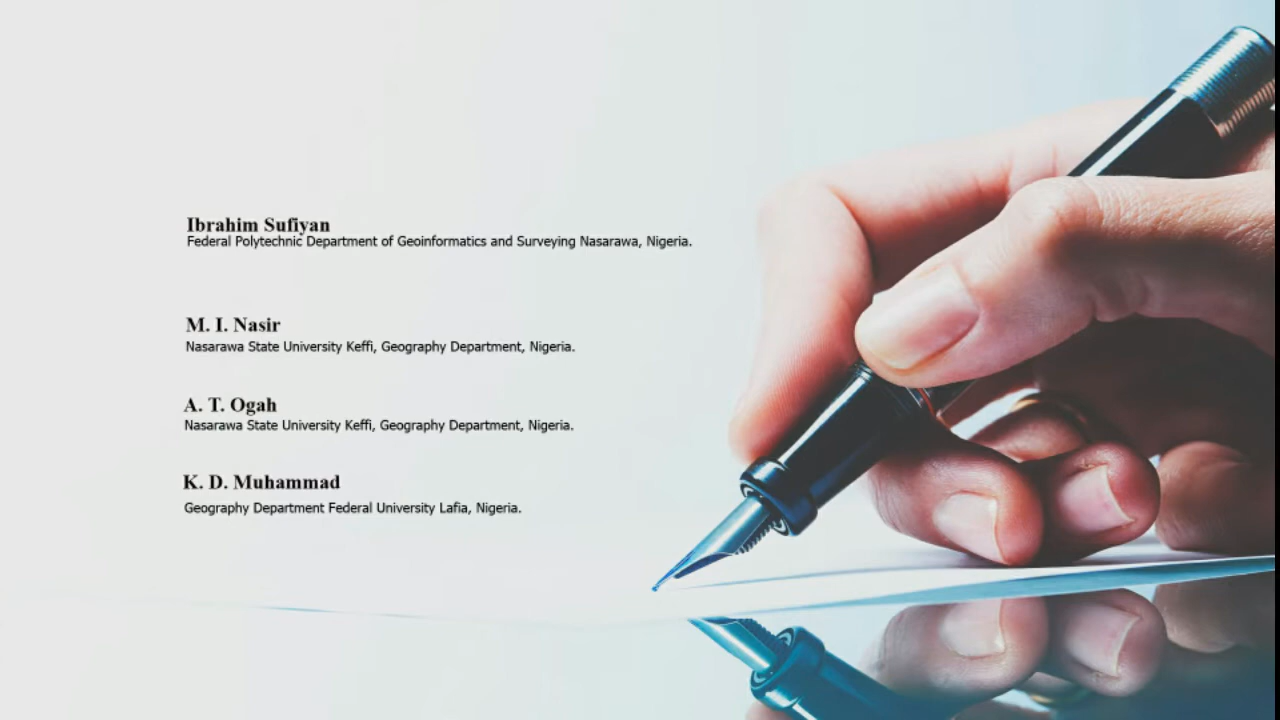 Ibrahim Sufiyan
Federal Polytechnic Department of Geoinformatics and Surveying Nasarawa, Nigeria.
M. I. Nasir
Nasarawa State University Keffi, Geography Department, Nigeria.
A. T. Ogah
Nasarawa State University Keffi, Geography Department, Nigeria.
K. D. Muhammad
Geography Department Federal University Lafia, Nigeria.